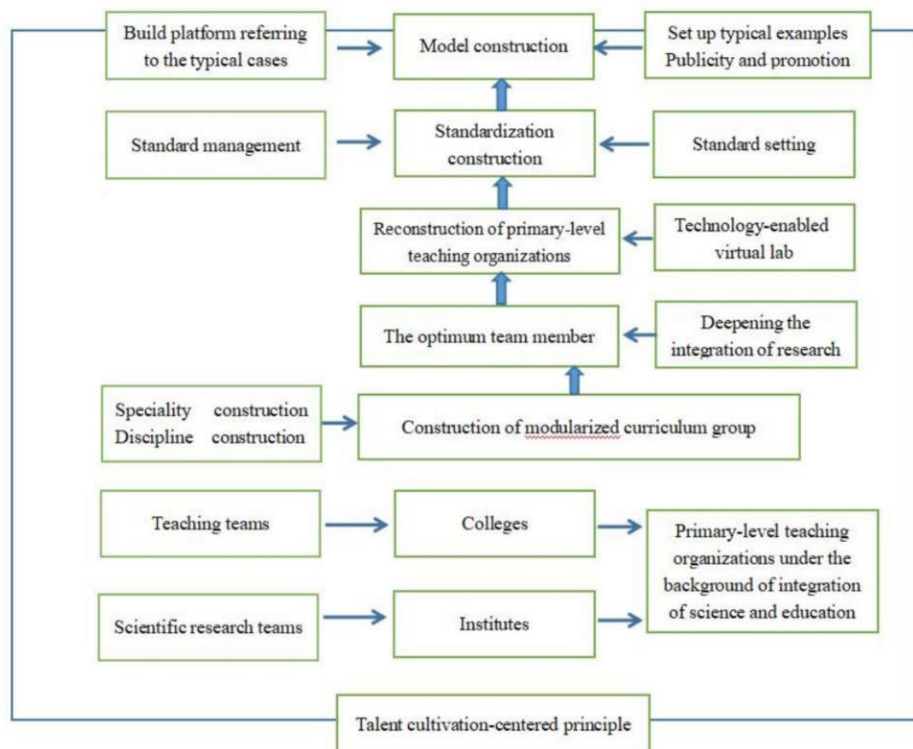 Build platform referring
to the typical cases
Model construction
Set up typical examples
Publicity and promotion
Standard management
Standardization
construction
Standard setting
Reconstruction of primary-level
teaching organizations
Technology-enabled
virtual lab
The optimum team member
Deepening the
integration of research
Speciality construction
Discipline construction
Construction of modularized curriculum group
Teaching teams
Colleges
Primary-level teaching
organizations under the
background of integration
of science and education
Scientific research teams
Institutes
Talent cultivation-centered principle